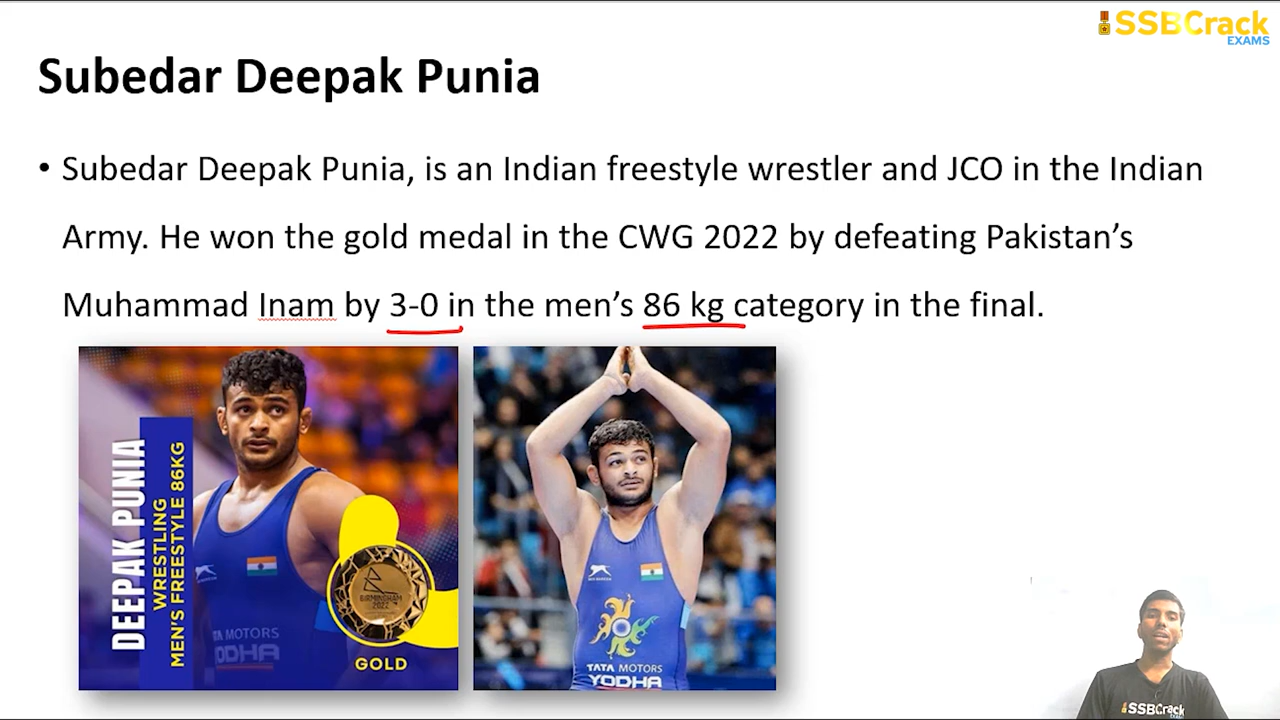 SSBCrack
EXAMS
Subedar Deepak Punia
• Subedar Deepak Punia, is an Indian freestyle wrestler and JCO in the Indian
Army. He won the gold medal in the CWG 2022 by defeating Pakistan’s
Muhammad Inam by 3-0 in the men’s 86 kg category in the final.
DEEPAK PUNIA
WRESTLING
MEN'S FREESTYLE 86KG
BIRMINGHAM
TA MOTORS
ODHA
GOLD
TATA MOTORS
YODHA
SSBCrack